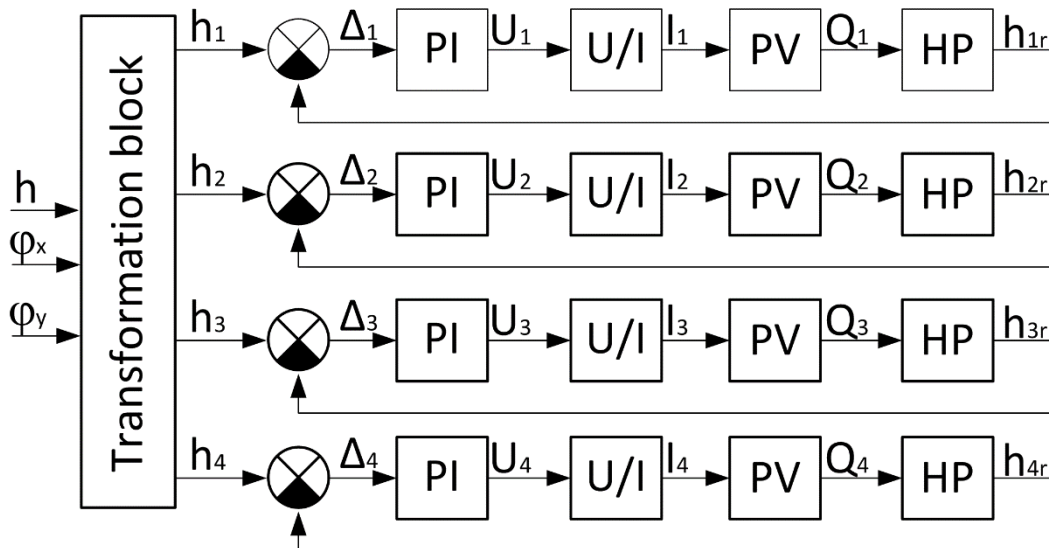 h
φx
φy
Transformation block
h1 Δ1 PI U1 U/I I1 PV Q1 HP h1r
h2 Δ2 PI U2 U/I I2 PV Q2 HP h2r
h3 Δ3 PI U3 U/I I3 PV Q3 HP h3r
h4 Δ4 PI U4 U/I I4 PV Q4 HP h4r